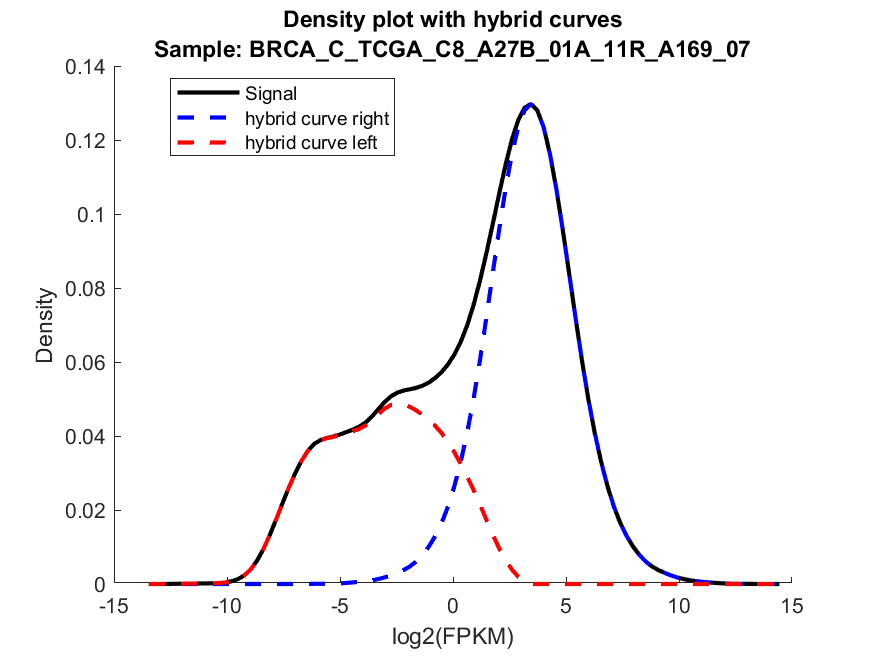 Density plot with hybrid curves
Sample: BRCA_C_TCGA_C8_A27B_01A_11R_A169_07
Signal
hybrid curve right
hybrid curve left
0.14
0.12
0.1
0.08
0.06
0.04
0.02
0
Density
-15
-10
-5
0
5
10
15
log2(FPKM)